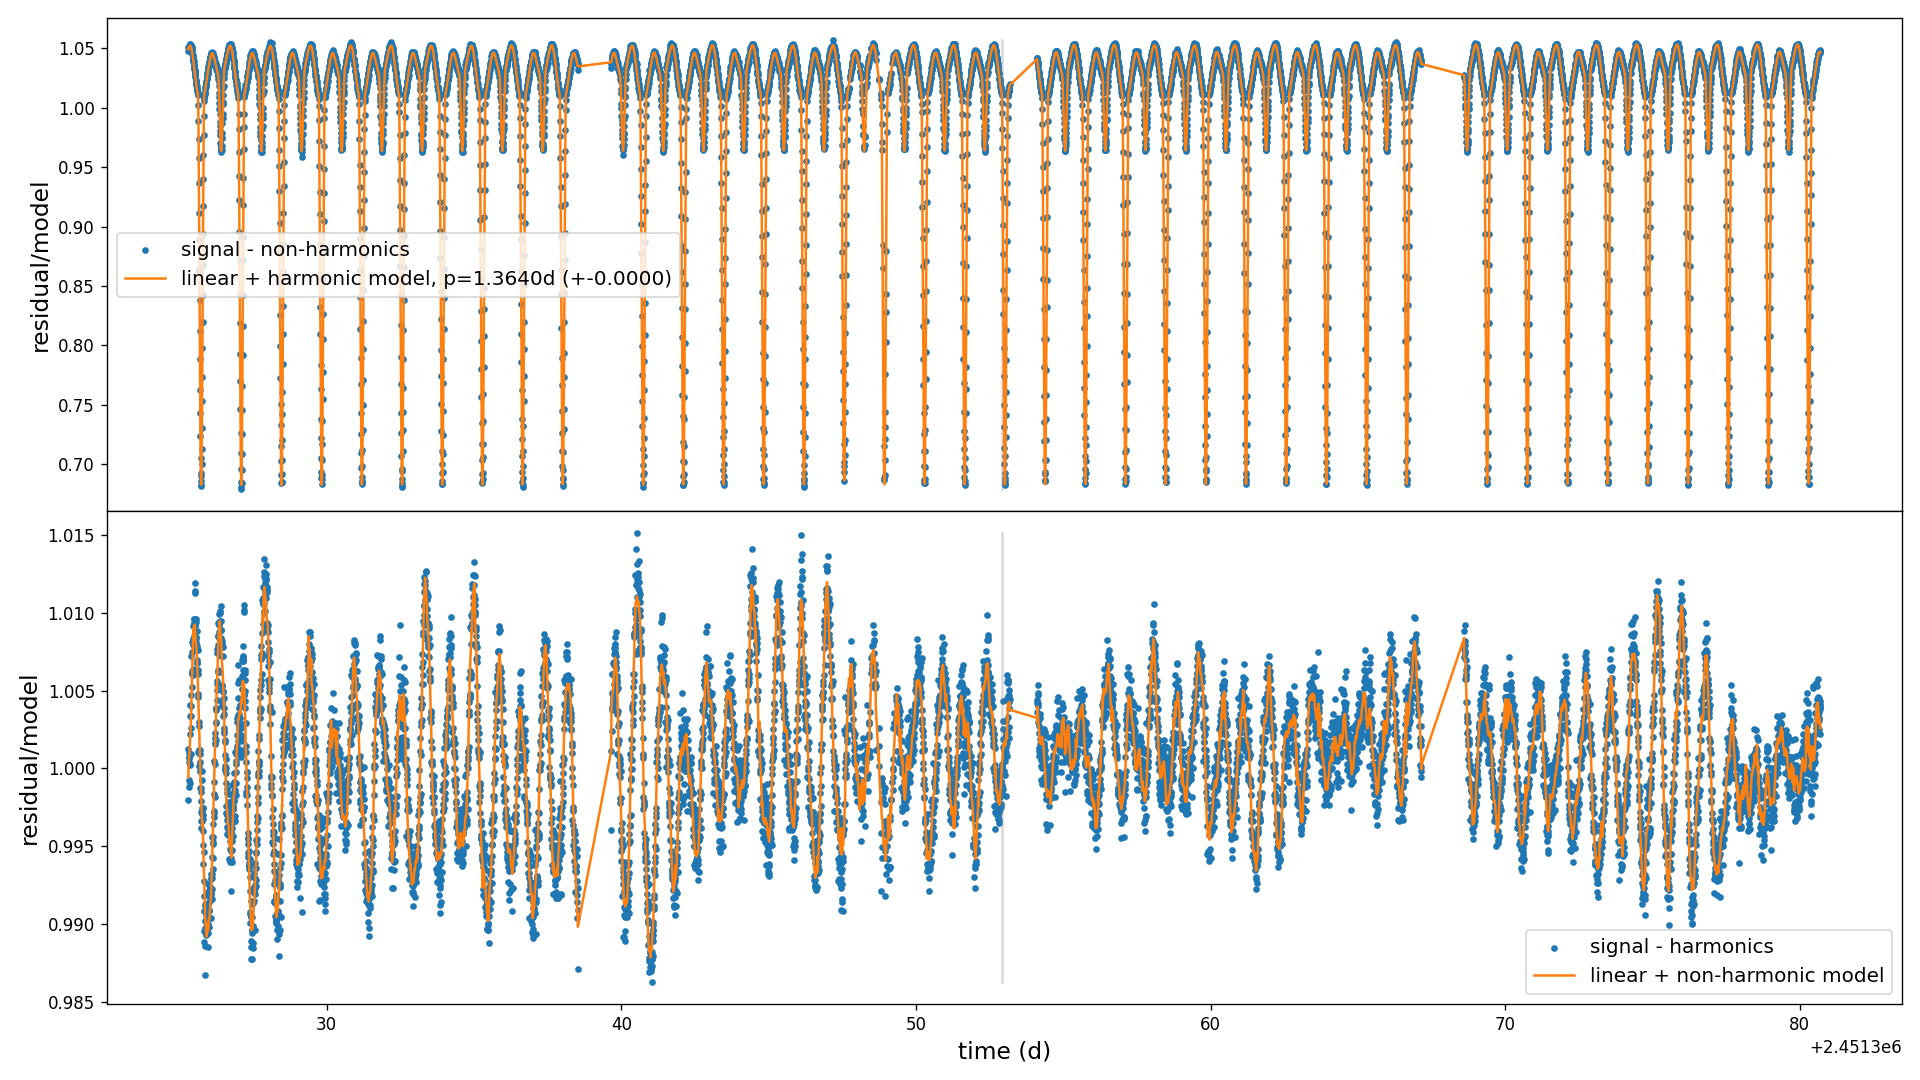 1.05
1.00
0.95
0.90
0.85
0.80
0.75
0.70
residual/model
signal - non-harmonics
linear + harmonic model, p=1.3640d (+-0.0000)
1.015
1.010
1.005
1.000
0.995
0.990
0.985
residual/model
signal - harmonics
linear + non-harmonic model
30
40
50
60
70
80
time (d)
+2.4513e6